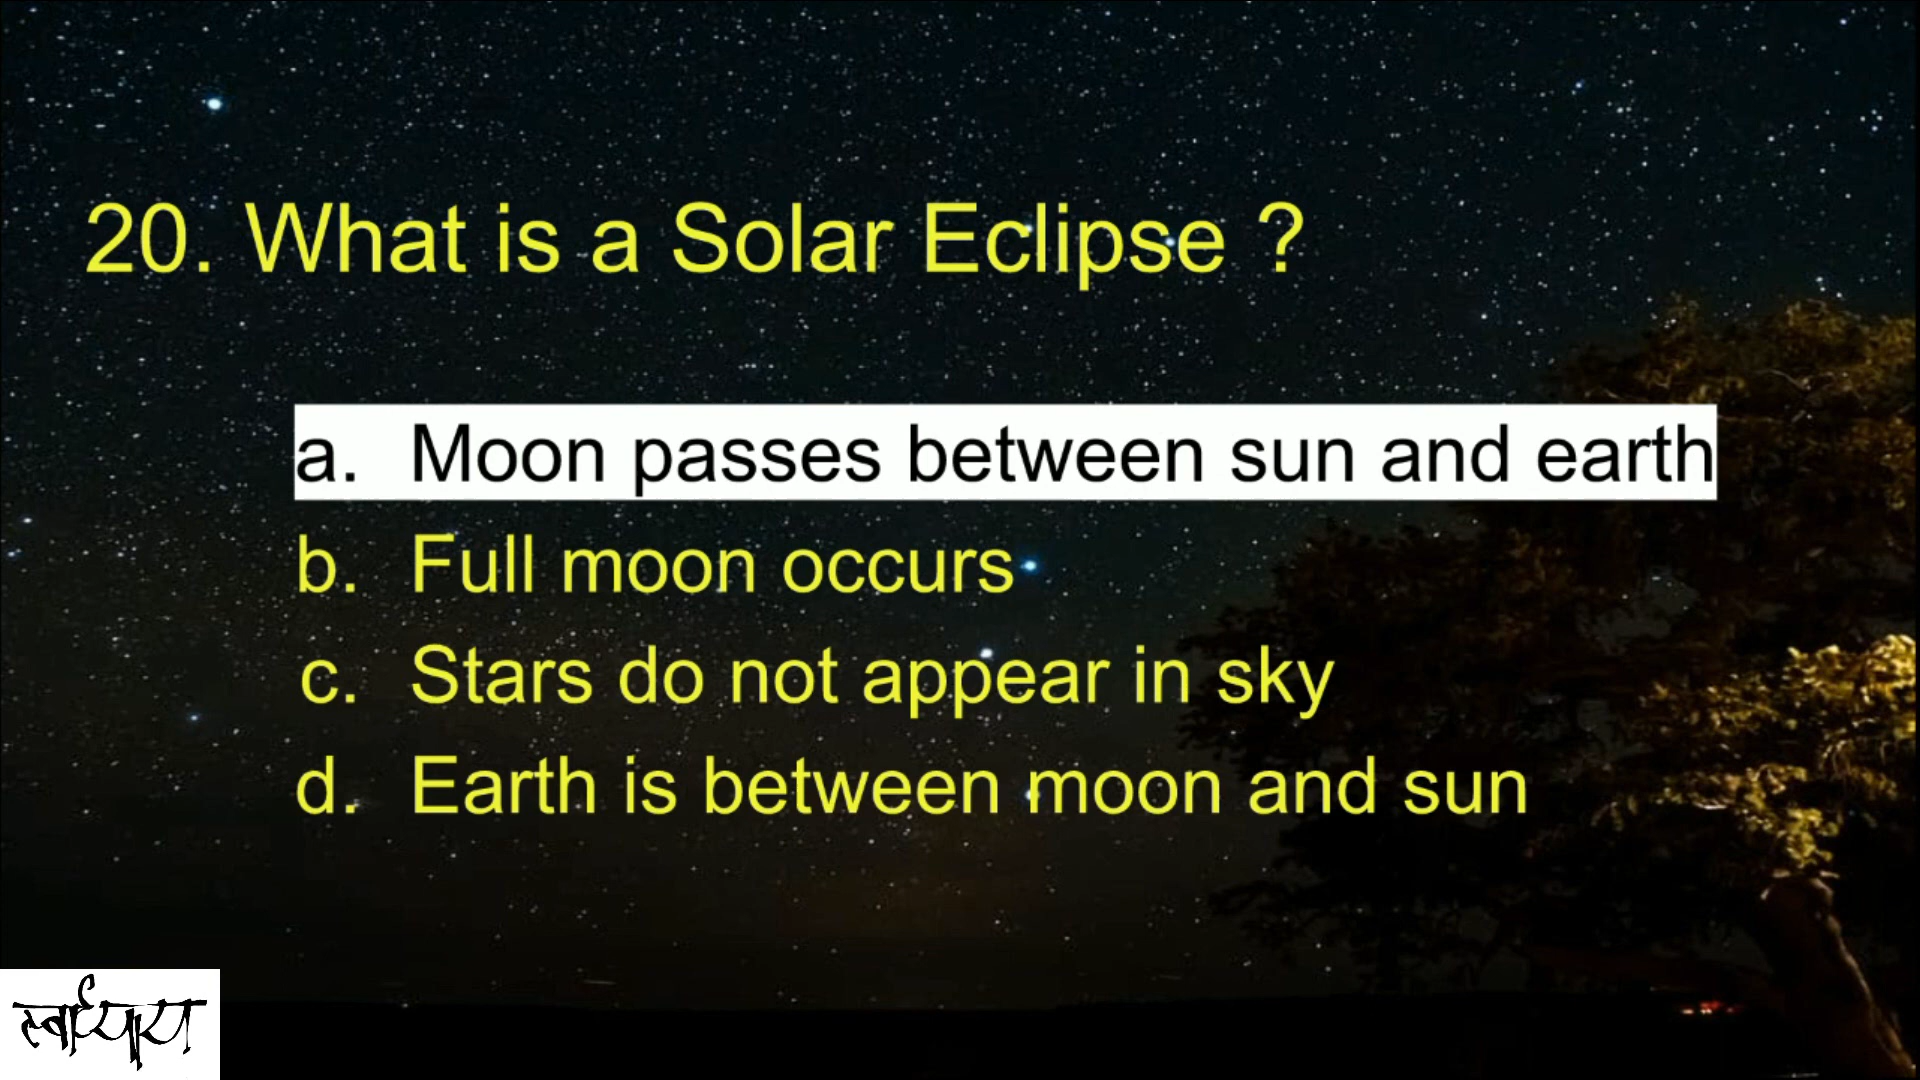 20. What is a Solar Eclipse ?
a. Moon passes between sun and earth
b. Full moon occurs
c. Stars do not appear in sky
d. Earth is between moon and sun
स्वाध्याय